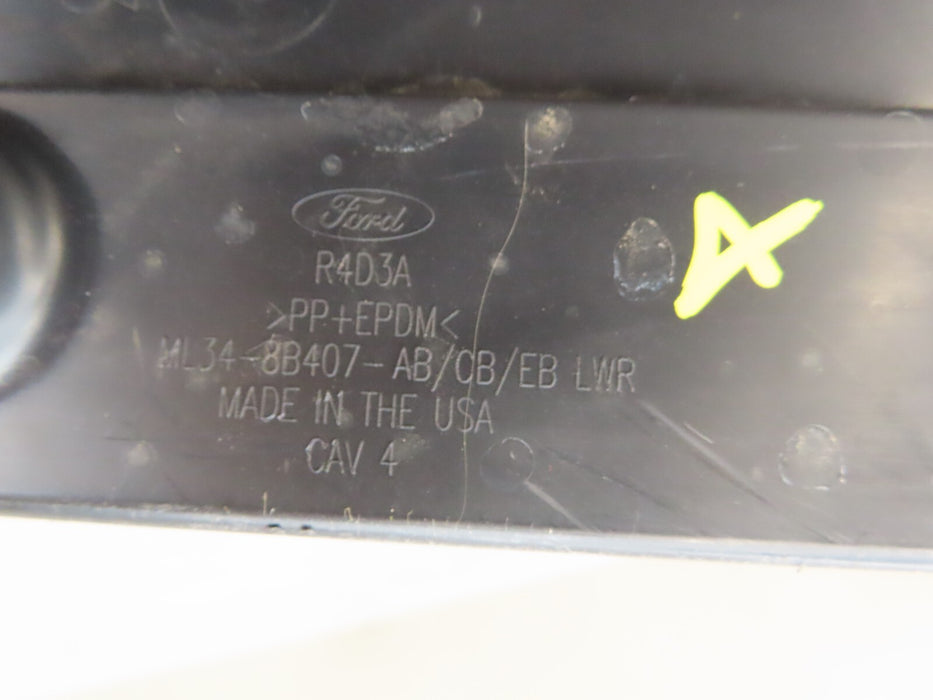 Ford
R4D3A
>PP+EPDM<
ML34-8B407-AB/CB/EB LWR
MADE IN THE USA
CAV 4
A